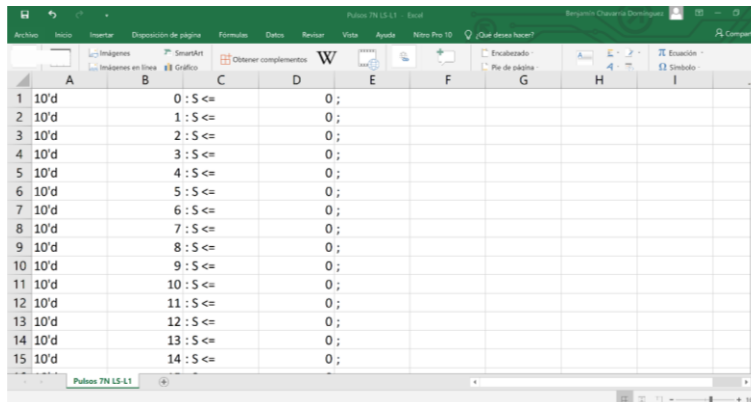 Pulsos 7N LS-L1 - Excel
Benjamin Chavarria Dominguez
Archivo Inicio Insertar Disposición de página Fórmulas Datos Revisar Vista Ayuda Nitro Pro 10 ¿Qué desea hacer? Compar
Imágenes SmartArt Encabezado Ecuación
Obtener complementos W
Imágenes en línea Gráfico Pie de página Símbolo
A B C D E F G H I
1 10'd 0 : S <= 0 ;
2 10'd 1 : S <= 0 ;
3 10'd 2 : S <= 0 ;
4 10'd 3 : S <= 0 ;
5 10'd 4 : S <= 0 ;
6 10'd 5 : S <= 0 ;
7 10'd 6 : S <= 0 ;
8 10'd 7 : S <= 0 ;
9 10'd 8 : S <= 0 ;
10 10'd 9 : S <= 0 ;
11 10'd 10 : S <= 0 ;
12 10'd 11 : S <= 0 ;
13 10'd 12 : S <= 0 ;
14 10'd 13 : S <= 0 ;
15 10'd 14 : S <= 0 ;
Pulsos 7N LS-L1